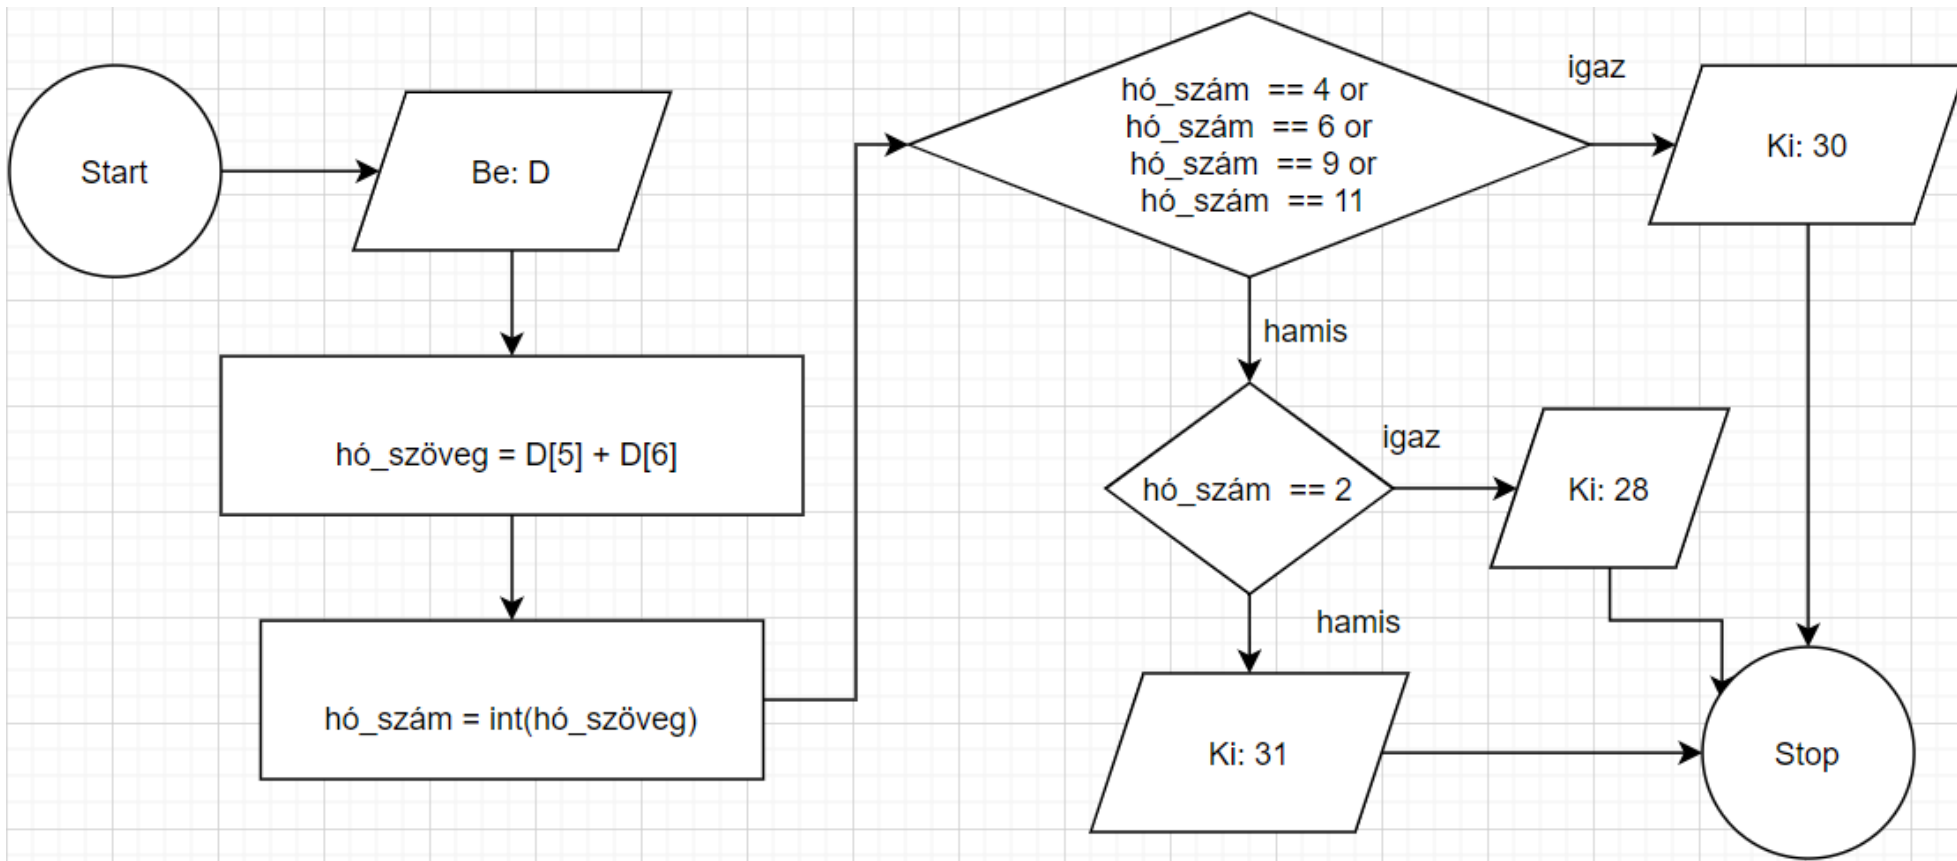 Start
Be: D
hó_szöveg = D[5] + D[6]
hó_szám = int(hó_szöveg)
hó_szám == 4 or
hó_szám == 6 or
hó_szám == 9 or
hó_szám == 11
igaz
Ki: 30
hamis
hó_szám == 2
igaz
Ki: 28
hamis
Ki: 31
Stop